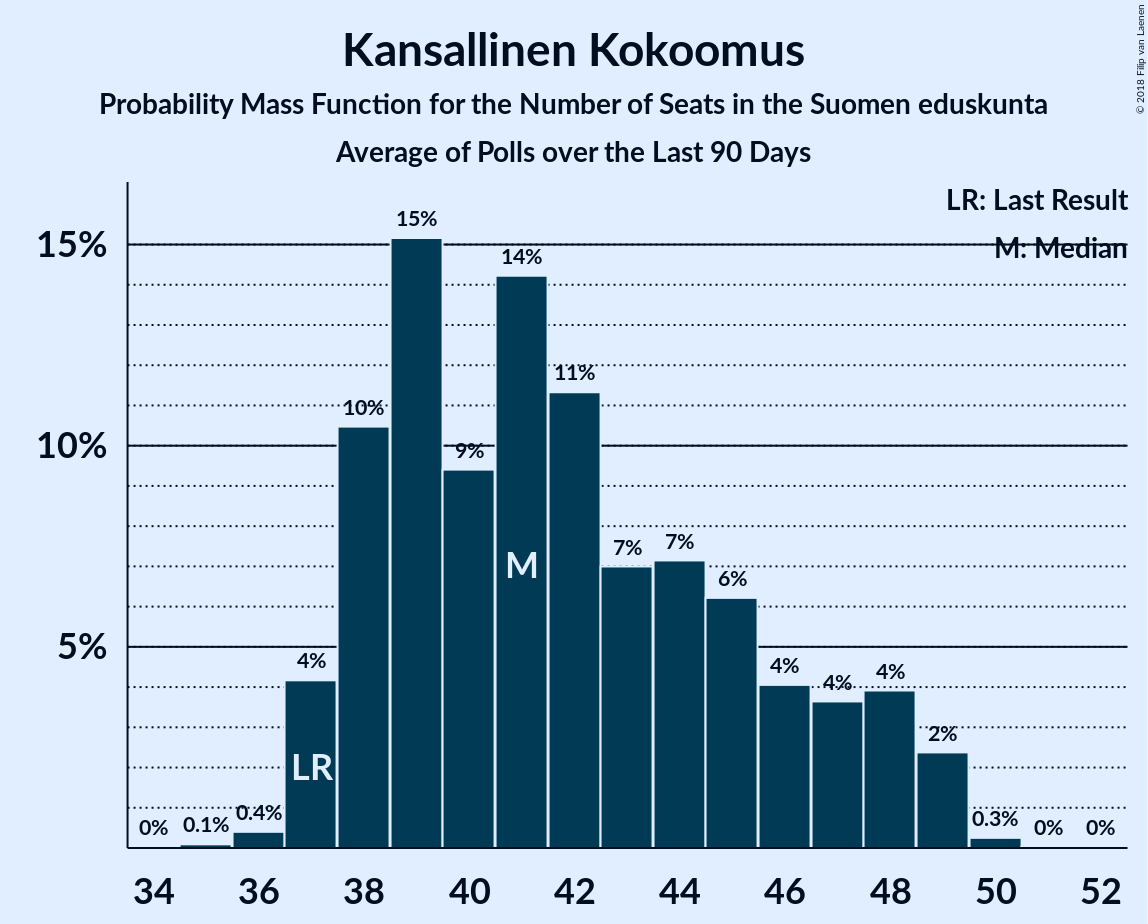 Kansallinen Kokoomus
Probability Mass Function for the Number of Seats in the Suomen eduskunta
Average of Polls over the Last 90 Days
© 2018 Filip van Laenen
LR: Last Result
M: Median
15%
10%
5%
0%
0.1%
0.4%
4%
10%
15%
9%
14%
11%
7%
7%
6%
4%
4%
4%
2%
0.3%
0%
0%
LR
M
34 36 38 40 42 44 46 48 50 52